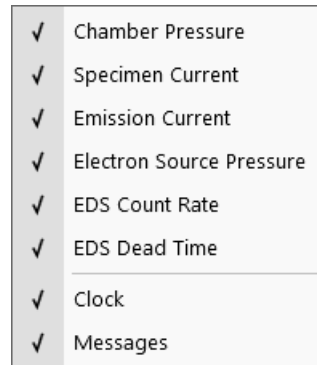 Chamber Pressure
Specimen Current
Emission Current
Electron Source Pressure
EDS Count Rate
EDS Dead Time
Clock
Messages